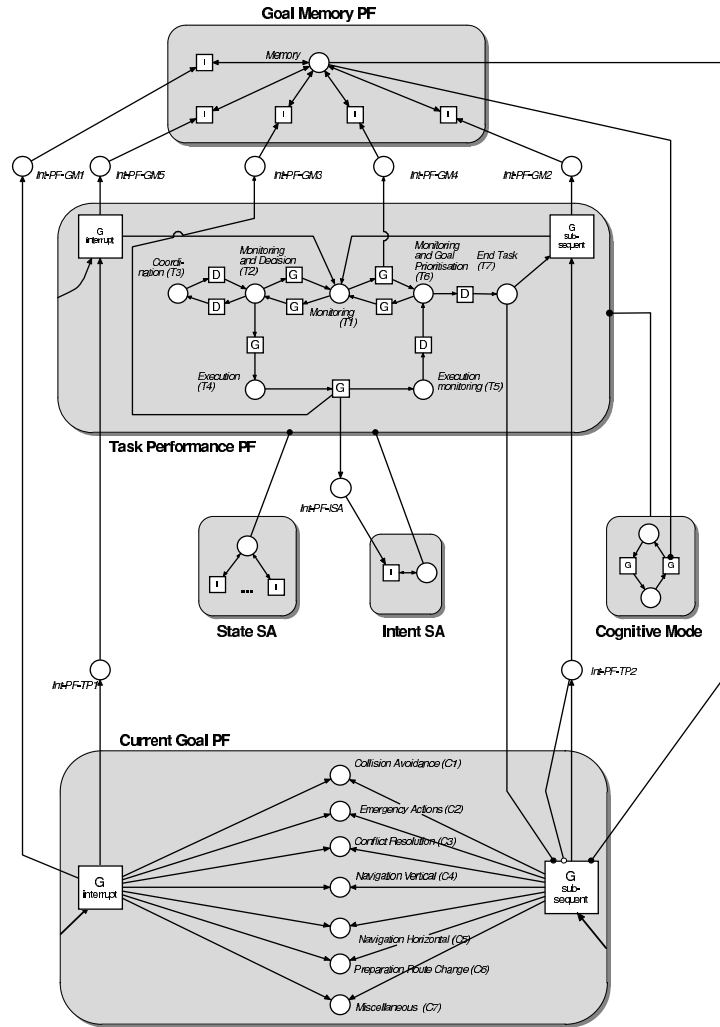 Goal Memory PF
Memory
I
I
I
I
I
Int-PF-GM1
Int-PF-GM5
Int-PF-GM3
Int-PF-GM4
Int-PF-GM2
G
interrupt
G
sub-
sequent
Coordi-
nation (T3)
Monitoring
and Decision
(T2)
Monitoring
and Goal
Prioritisation
(T6)
End Task
(T7)
D
G
G
D
D
G
G
Monitoring
(T1)
G
D
Execution
(T4)
G
Execution
monitoring (T5)
Task Performance PF
Int-PF-ISA
I
...
I
State SA
I
Intent SA
G
G
Cognitive Mode
Int-PF-TP1
Int-PF-TP2
Current Goal PF
Collision Avoidance (C1)
Emergency Actions (C2)
Conflict Resolution (C3)
Navigation Vertical (C4)
Navigation Horizontal (C5)
Preparation Route Change (C6)
Miscellaneous (C7)
G
interrupt
G
sub-
sequent